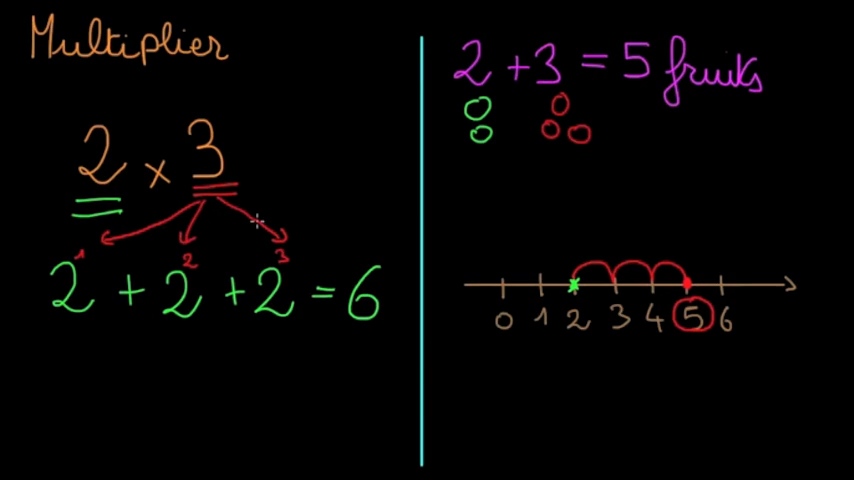 Multiplier
2 × 3
1 2 3
2 + 2 + 2 = 6
2 + 3 = 5 fruits
0 1 2 3 4 5 6